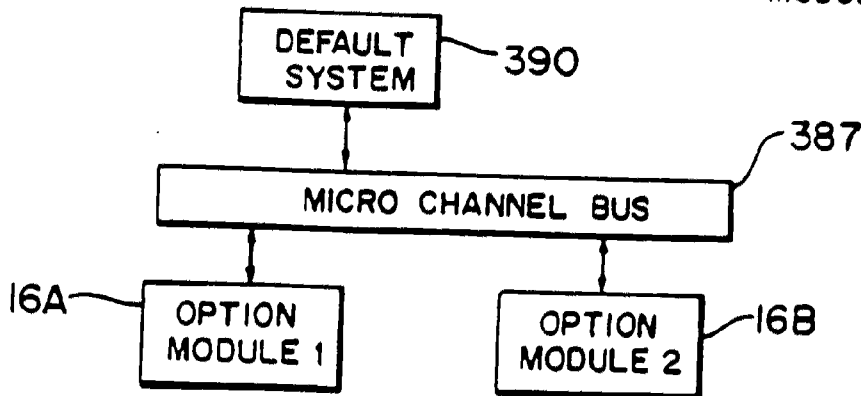 DEFAULT
SYSTEM
390
387
MICRO CHANNEL BUS
16A
OPTION
MODULE 1
OPTION
MODULE 2
16B